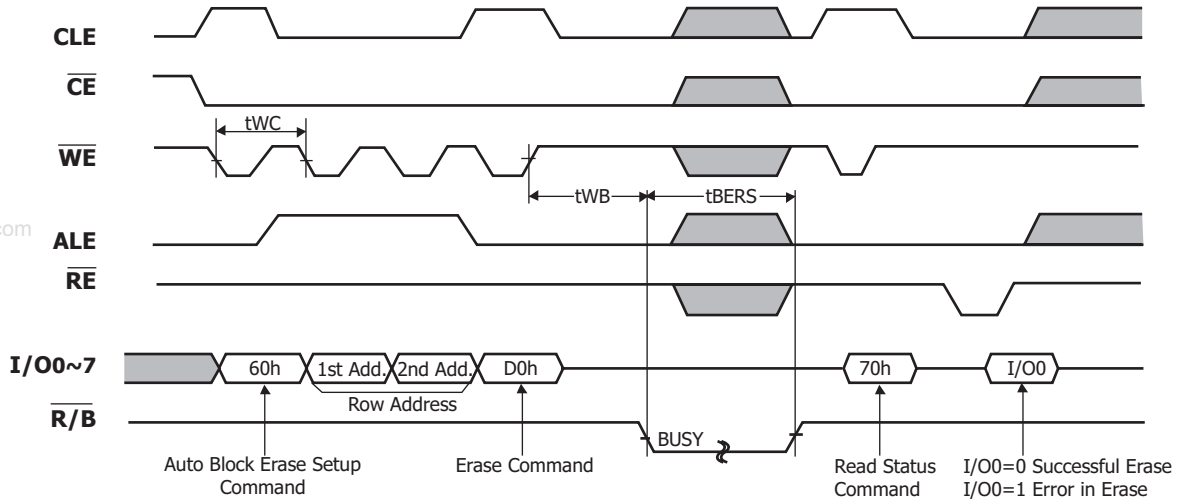 CLE
CE
tWC
WE
tWB
tBERS
com
ALE
RE
I/O0~7
60h
1st Add.
2nd Add.
D0h
70h
I/O0
Row Address
R/B
BUSY
Auto Block Erase Setup
Command
Erase Command
Read Status
Command
I/O0=0 Successful Erase
I/O0=1 Error in Erase